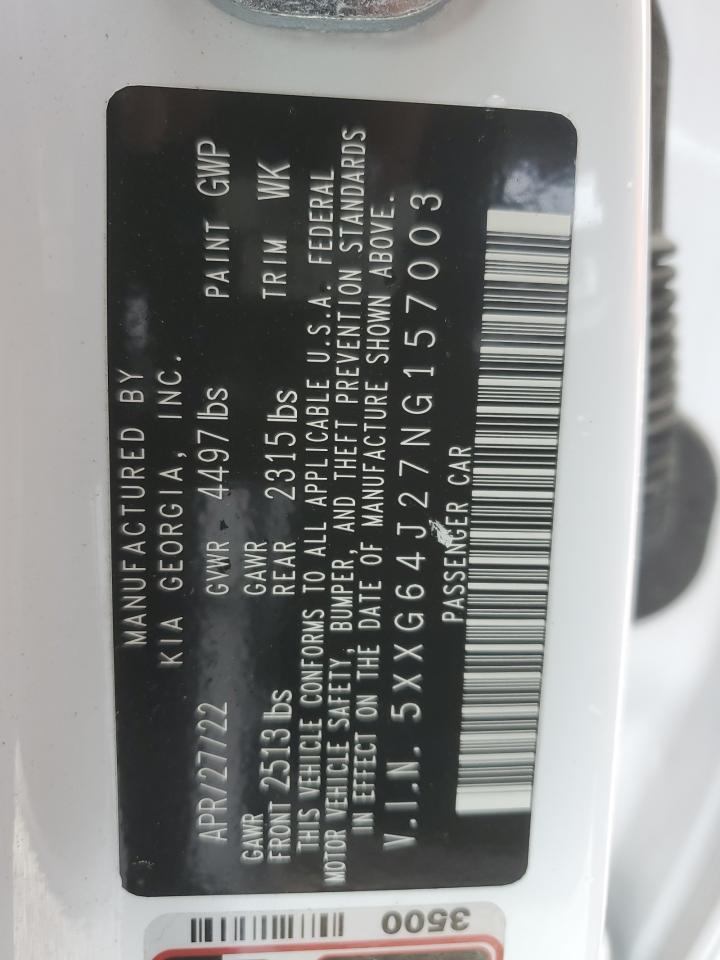 MANUFACTURED BY
KIA GEORGIA, INC.
APR/27/22 GVWR 4497 lbs PAINT GWP
GAWR GAWR
FRONT 2513 lbs REAR 2315 lbs TRIM WK
THIS VEHICLE CONFORMS TO ALL APPLICABLE U.S.A. FEDERAL
MOTOR VEHICLE SAFETY, BUMPER, AND THEFT PREVENTION STANDARDS
IN EFFECT ON THE DATE OF MANUFACTURE SHOWN ABOVE.
V.I.N. 5XXG64J27NG157003
PASSENGER CAR
3500